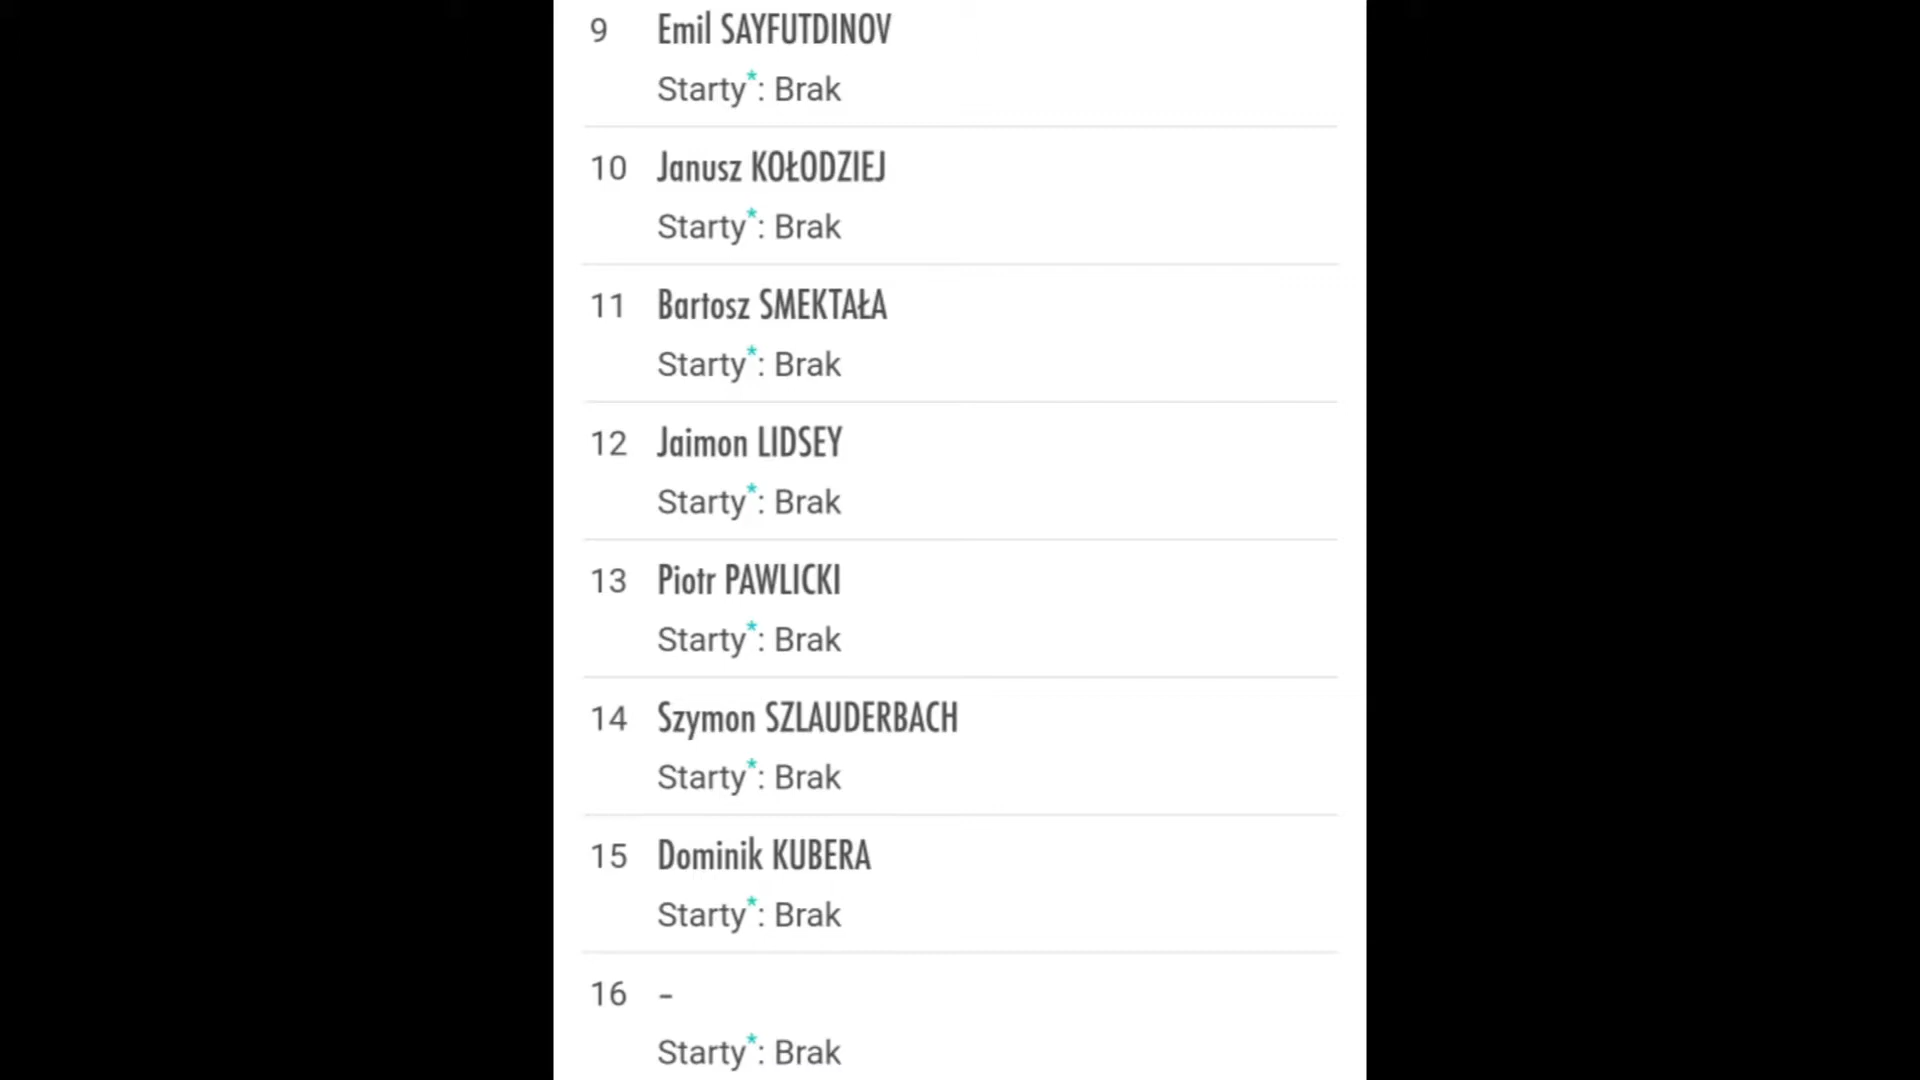 9 Emil SAYFUTDINOV
Starty*: Brak
10 Janusz KOŁODZIEJ
Starty*: Brak
11 Bartosz SMEKTAŁA
Starty*: Brak
12 Jaimon LIDSEY
Starty*: Brak
13 Piotr PAWLICKI
Starty*: Brak
14 Szymon SZLAUDERBACH
Starty*: Brak
15 Dominik KUBERA
Starty*: Brak
16 -
Starty*: Brak